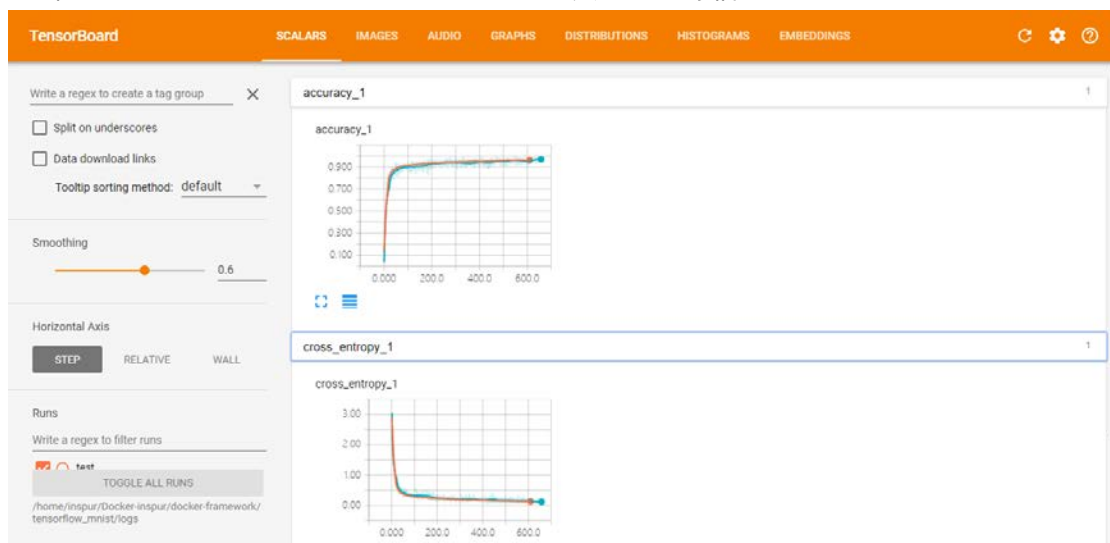 TensorBoard SCALARS IMAGES AUDIO GRAPHS DISTRIBUTIONS HISTOGRAMS EMBEDDINGS
Write a regex to create a tag group
Split on underscores
Data download links
Tooltip sorting method: default
Smoothing
0.6
Horizontal Axis
STEP RELATIVE WALL
Runs
Write a regex to filter runs
test
TOGGLE ALL RUNS
/home/inspur/Docker-inspur/docker-framework/
tensorflow_mnist/logs
accuracy_1 1
accuracy_1
0.900
0.700
0.500
0.300
0.100
0.000 200.0 400.0 600.0
cross_entropy_1 1
cross_entropy_1
3.00
2.00
1.00
0.00
0.000 200.0 400.0 600.0